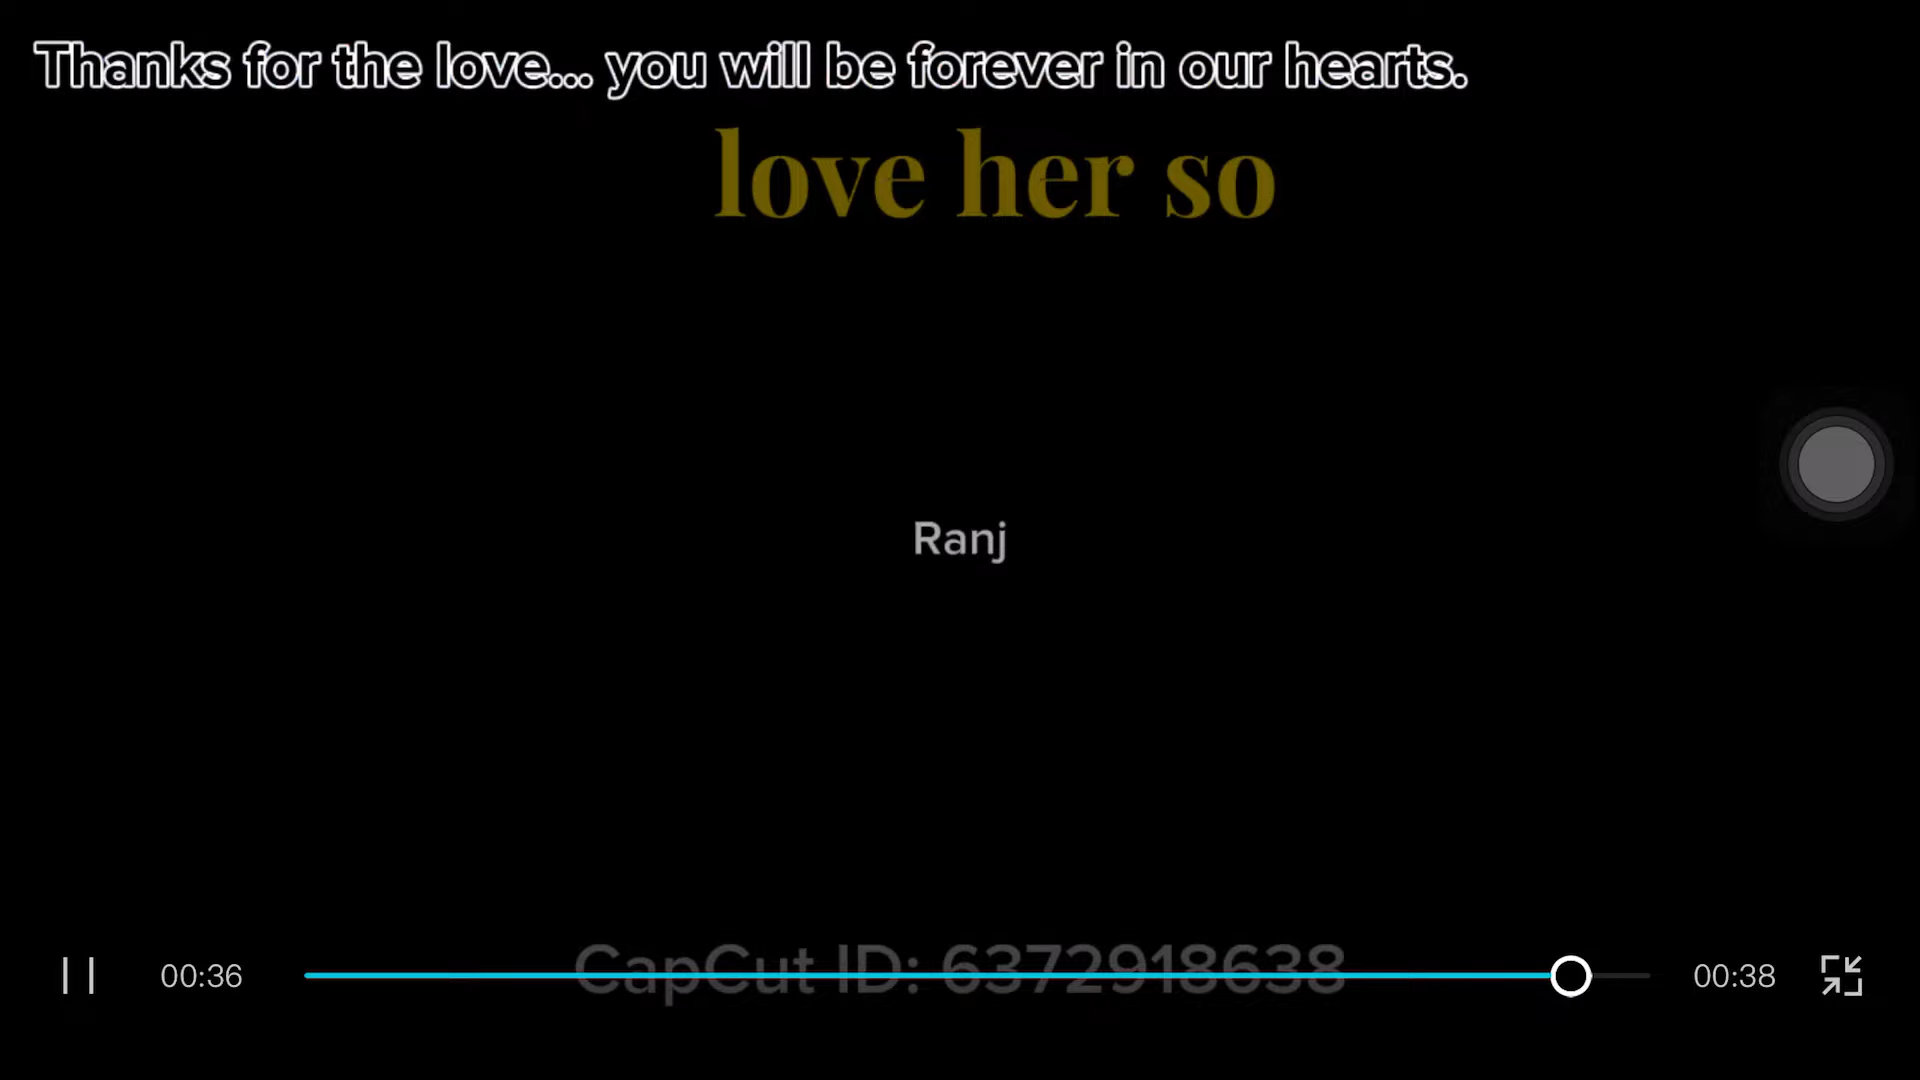 Thanks for the love... you will be forever in our hearts.
love her so
Ranj
CapCut ID: 6372918638
00:36
00:38